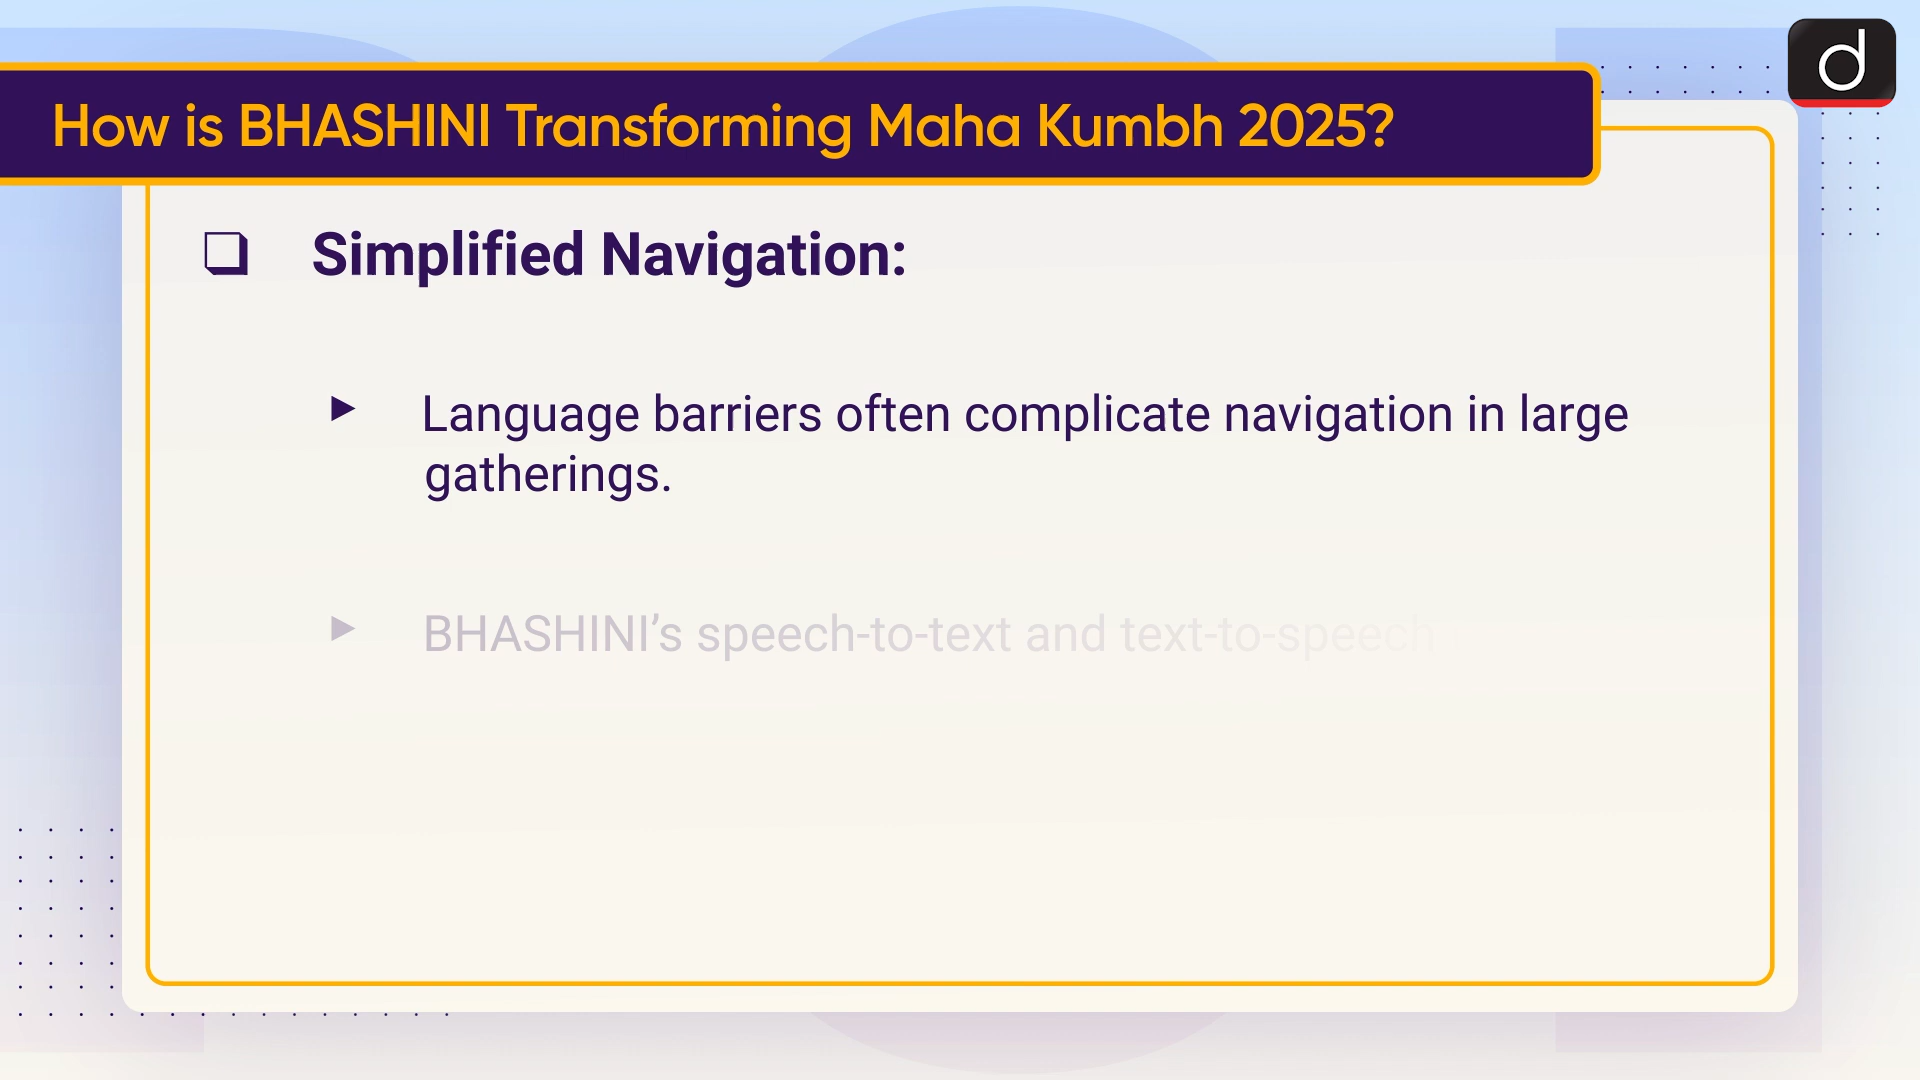 How is BHASHINI Transforming Maha Kumbh 2025?
d
❑ Simplified Navigation:
► Language barriers often complicate navigation in large
gatherings.
► BHASHINI’s speech-to-text and text-to-speech